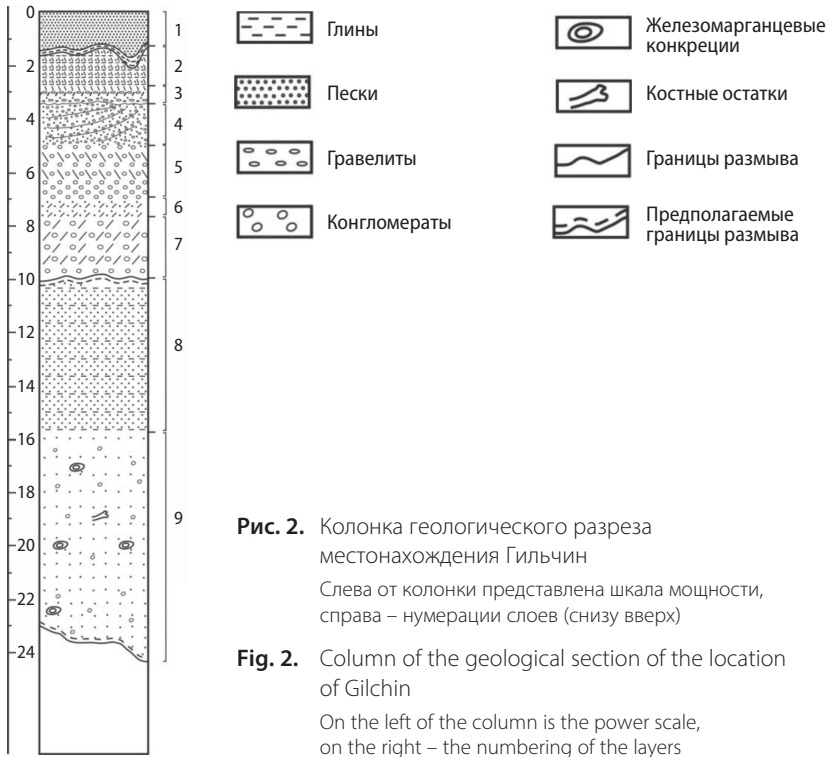 0
2
4
6
8
10
12
14
16
18
20
22
24
1
2
3
4
5
6
7
8
9
Глины
Пески
Гравелиты
Конгломераты
Железомарганцевые
конкреции
Костные остатки
Границы размыва
Предполагаемые
границы размыва
Рис. 2. Колонка геологического разреза
местонахождения Гильчин
Слева от колонки представлена шкала мощности,
справа – нумерации слоев (снизу вверх)
Fig. 2. Column of the geological section of the location
of Gilchin
On the left of the column is the power scale,
on the right – the numbering of the layers